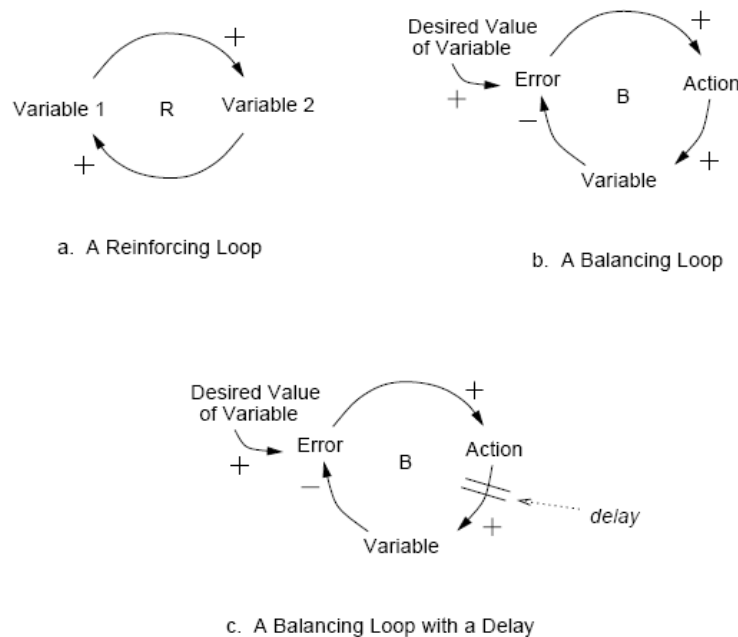 +
Variable 1
R
Variable 2
+
a. A Reinforcing Loop
Desired Value
of Variable
+
Error
+
Action
B
−
+
Variable
b. A Balancing Loop
Desired Value
of Variable
+
Error
+
Action
B
−
+
delay
Variable
c. A Balancing Loop with a Delay